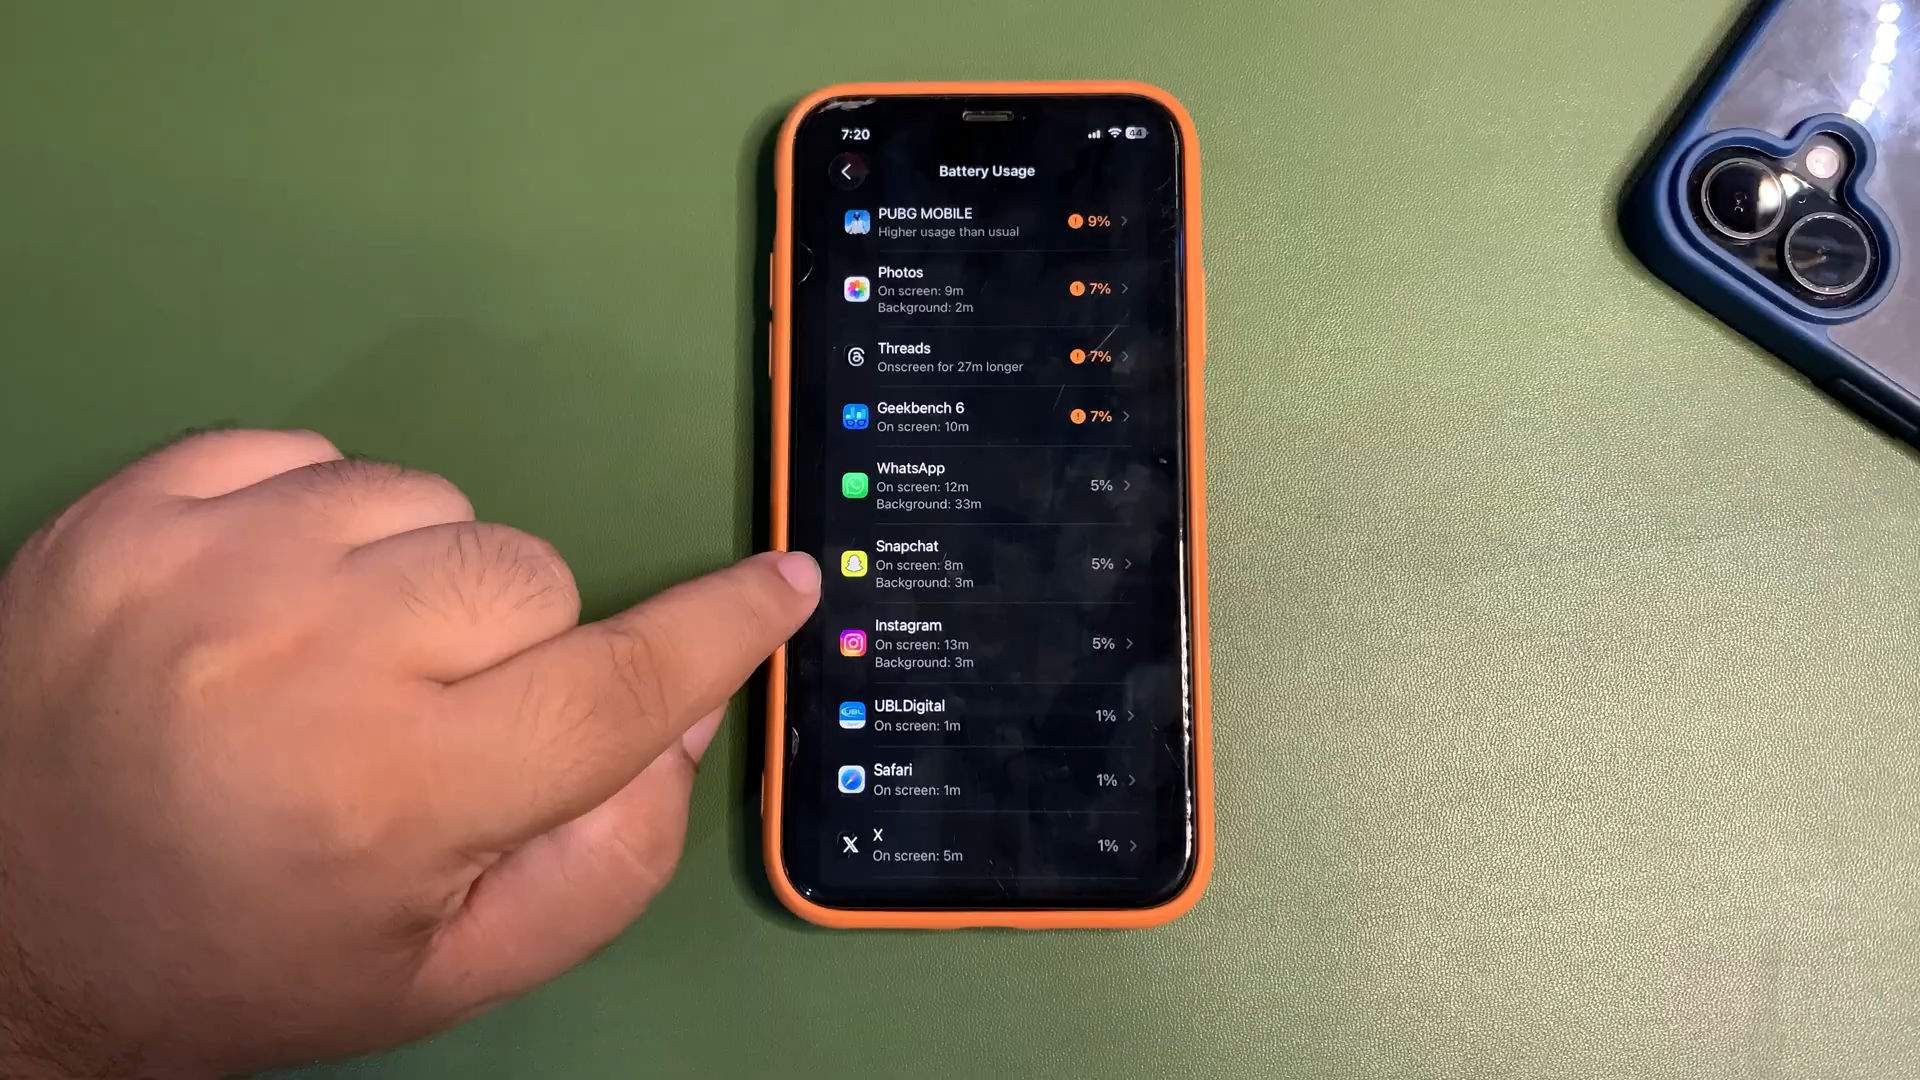 7:20
44
Battery Usage
PUBG MOBILE
Higher usage than usual
9%
Photos
On screen: 9m
Background: 2m
7%
Threads
Onscreen for 27m longer
7%
Geekbench 6
On screen: 10m
7%
WhatsApp
On screen: 12m
Background: 33m
5%
Snapchat
On screen: 8m
Background: 3m
5%
Instagram
On screen: 13m
Background: 3m
5%
UBL
UBLDigital
On screen: 1m
1%
Safari
On screen: 1m
1%
X
On screen: 5m
1%